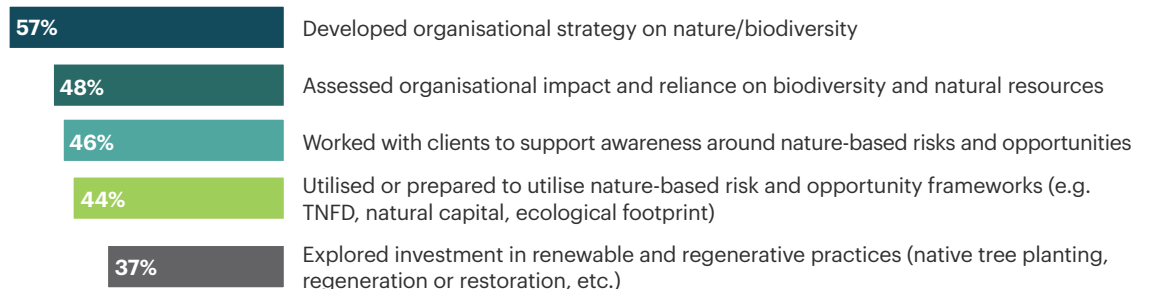 57%
Developed organisational strategy on nature/biodiversity
48%
Assessed organisational impact and reliance on biodiversity and natural resources
46%
Worked with clients to support awareness around nature-based risks and opportunities
44%
Utilised or prepared to utilise nature-based risk and opportunity frameworks (e.g.
TNFD, natural capital, ecological footprint)
37%
Explored investment in renewable and regenerative practices (native tree planting,
regeneration or restoration, etc.)